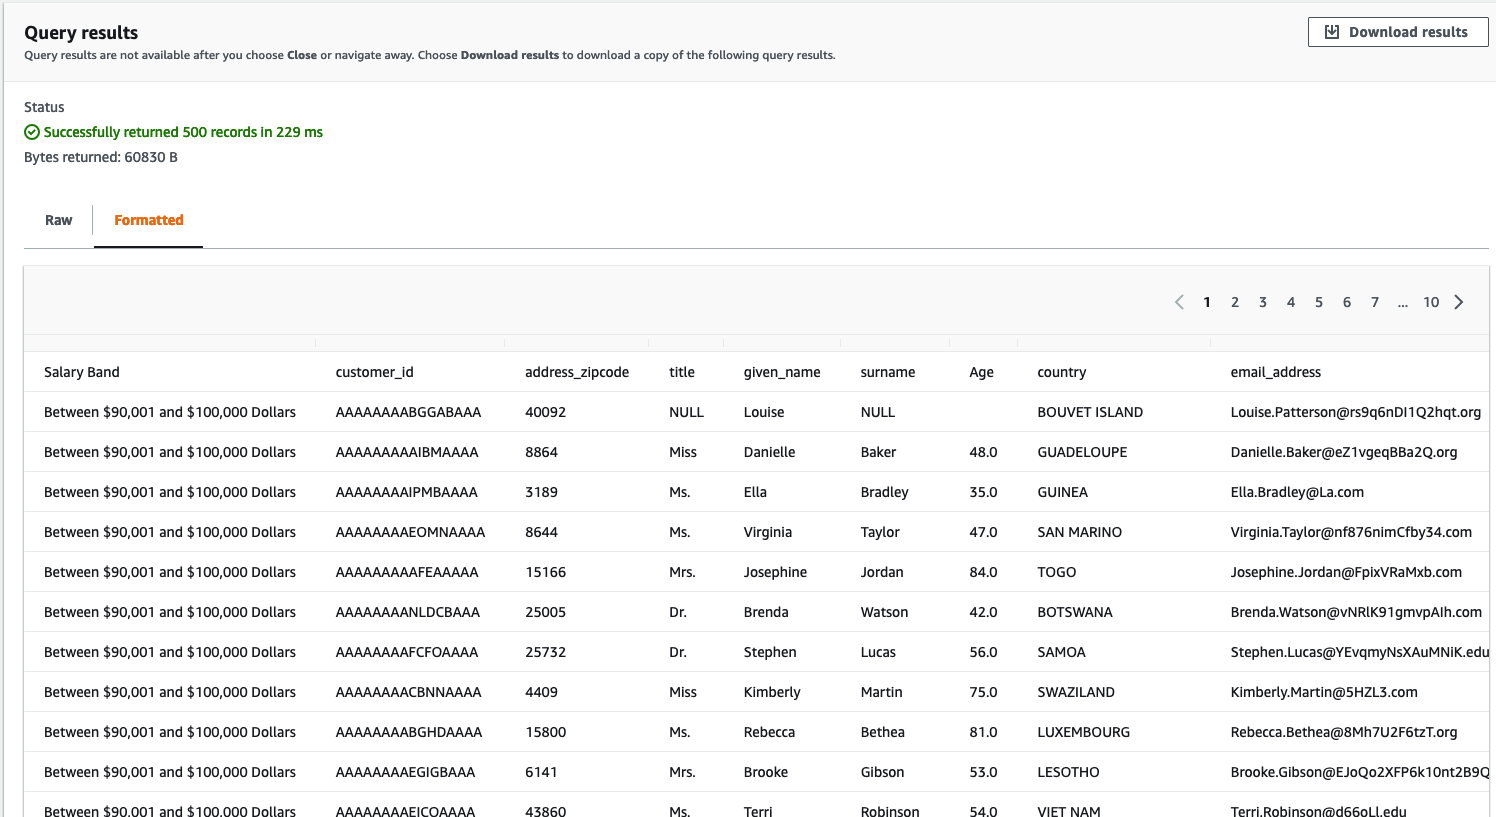 Query results
Download results
Query results are not available after you choose Close or navigate away. Choose Download results to download a copy of the following query results.
Status
Successfully returned 500 records in 229 ms
Bytes returned: 60830 B
Raw Formatted
1 2 3 4 5 6 7 ... 10
Salary Band customer_id address_zipcode title given_name surname Age country email_address
Between $90,001 and $100,000 Dollars AAAAAAAABGGABAAA 40092 NULL Louise NULL BOUVET ISLAND Louise.Patterson@rs9q6nDI1Q2hqt.org
Between $90,001 and $100,000 Dollars AAAAAAAAAIBMAAAA 8864 Miss Danielle Baker 48.0 GUADELOUPE Danielle.Baker@eZ1vgeqBBa2Q.org
Between $90,001 and $100,000 Dollars AAAAAAAAIPMBAAAA 3189 Ms. Ella Bradley 35.0 GUINEA Ella.Bradley@La.com
Between $90,001 and $100,000 Dollars AAAAAAAAEOMNAAAA 8644 Ms. Virginia Taylor 47.0 SAN MARINO Virginia.Taylor@nf876nimCfby34.com
Between $90,001 and $100,000 Dollars AAAAAAAAAFEAAAAA 15166 Mrs. Josephine Jordan 84.0 TOGO Josephine.Jordan@FpixVRaMxb.com
Between $90,001 and $100,000 Dollars AAAAAAAANLDCBAAA 25005 Dr. Brenda Watson 42.0 BOTSWANA Brenda.Watson@vNRlK91gmvpAIh.com
Between $90,001 and $100,000 Dollars AAAAAAAAFCFOAAAA 25732 Dr. Stephen Lucas 56.0 SAMOA Stephen.Lucas@YEvqmyNsXAuMNiK.edu
Between $90,001 and $100,000 Dollars AAAAAAAACBNNAAAA 4409 Miss Kimberly Martin 75.0 SWAZILAND Kimberly.Martin@5HZL3.com
Between $90,001 and $100,000 Dollars AAAAAAAABGHDAAAA 15800 Ms. Rebecca Bethea 81.0 LUXEMBOURG Rebecca.Bethea@8Mh7U2F6tzT.org
Between $90,001 and $100,000 Dollars AAAAAAAAEGIGBAAA 6141 Mrs. Brooke Gibson 53.0 LESOTHO Brooke.Gibson@EJoQo2XFP6k10nt2B9Q
Between $90,001 and $100,000 Dollars AAAAAAAAEICOAAAA 43860 Ms. Terri Robinson 54.0 VIET NAM Terri.Robinson@d66oLl.edu